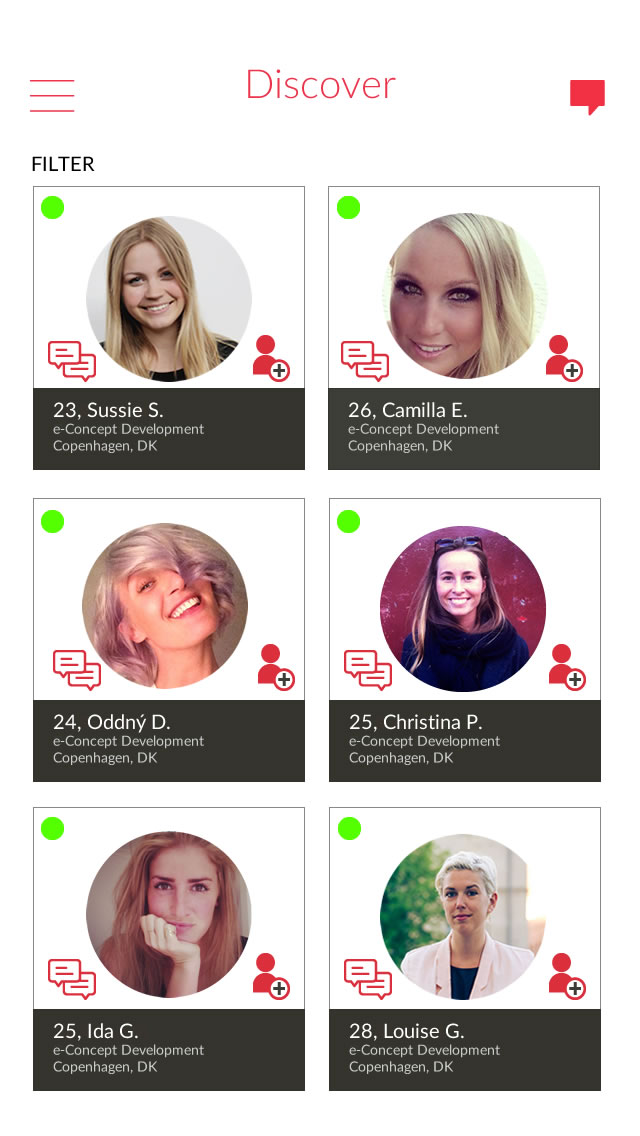 Discover
FILTER
23, Sussie S.
e-Concept Development
Copenhagen, DK
26, Camilla E.
e-Concept Development
Copenhagen, DK
24, Oddný D.
e-Concept Development
Copenhagen, DK
25, Christina P.
e-Concept Development
Copenhagen, DK
25, Ida G.
e-Concept Development
Copenhagen, DK
28, Louise G.
e-Concept Development
Copenhagen, DK